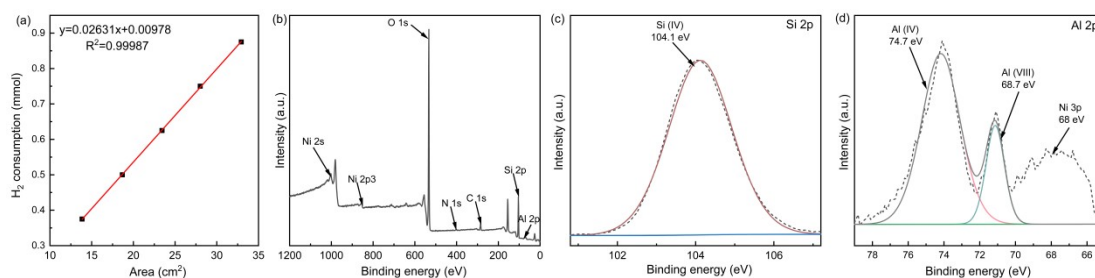 (a)
y=0.02631x+0.00978
R²=0.99987
H₂ consumption (mmol)
0.9
0.8
0.7
0.6
0.5
0.4
0.3
5 10 15 20 25 30 35
Area (cm²)
(b)
O 1s
Ni 2s
Ni 2p3
N 1s
C 1s
Si 2p
Al 2p
Intensity (a.u.)
1200 1000 800 600 400 200 0
Binding energy (eV)
(c)
Si 2p
Si (IV)
104.1 eV
Intensity (a.u.)
102 104 106
Binding energy (eV)
(d)
Al 2p
Al (IV)
74.7 eV
Al (VIII)
68.7 eV
Ni 3p
68 eV
Intensity (a.u.)
78 76 74 72 70 68 66
Binding energy (eV)